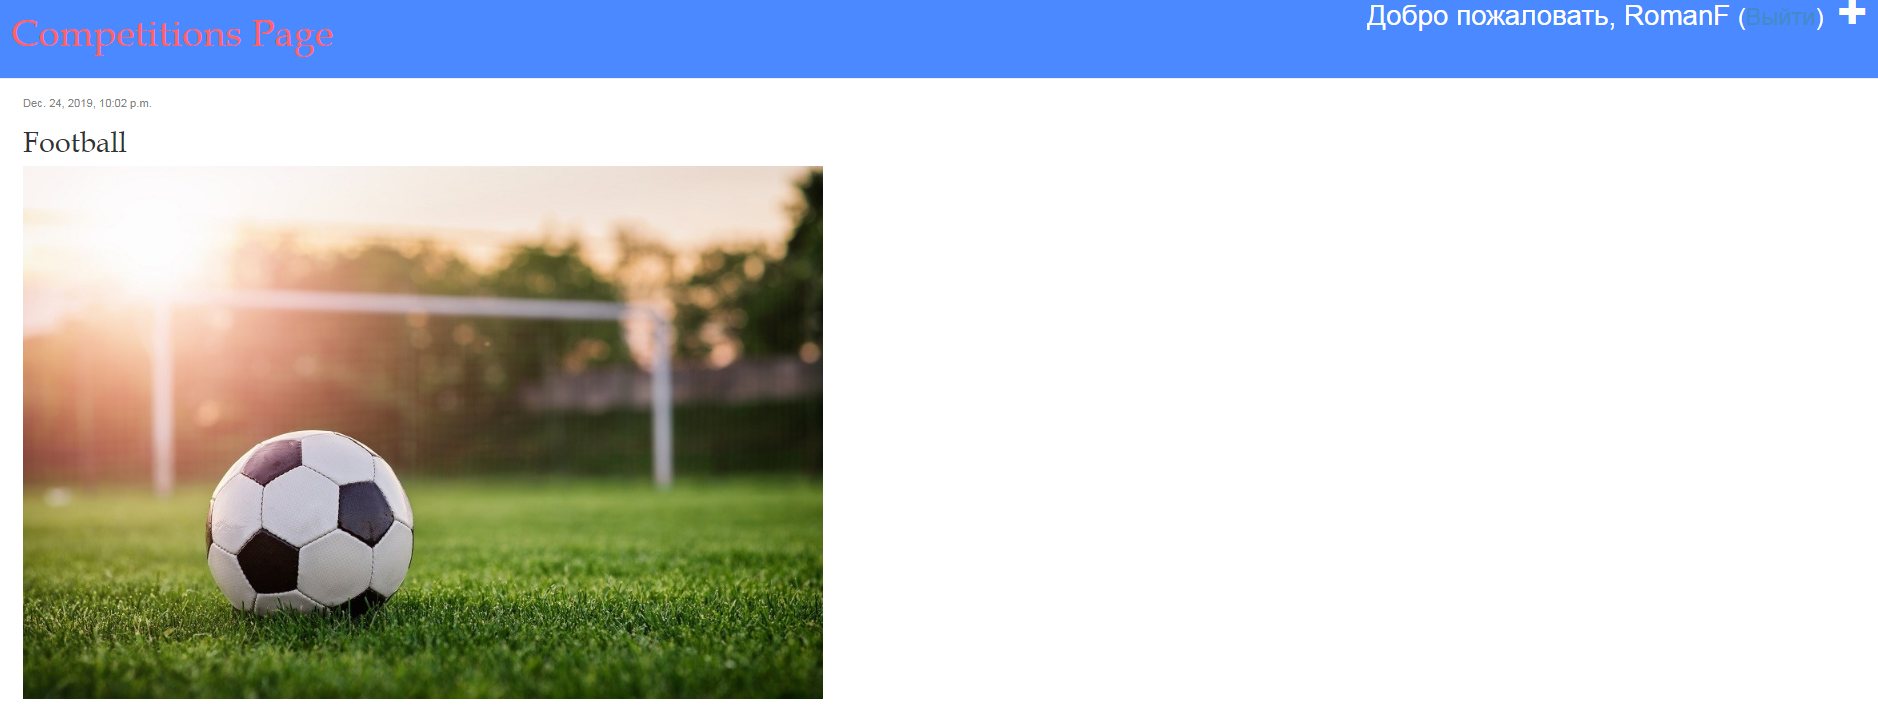 Competitions Page
Добро пожаловать, RomanF (Выйти)
Dec. 24, 2019, 10:02 p.m.
Football